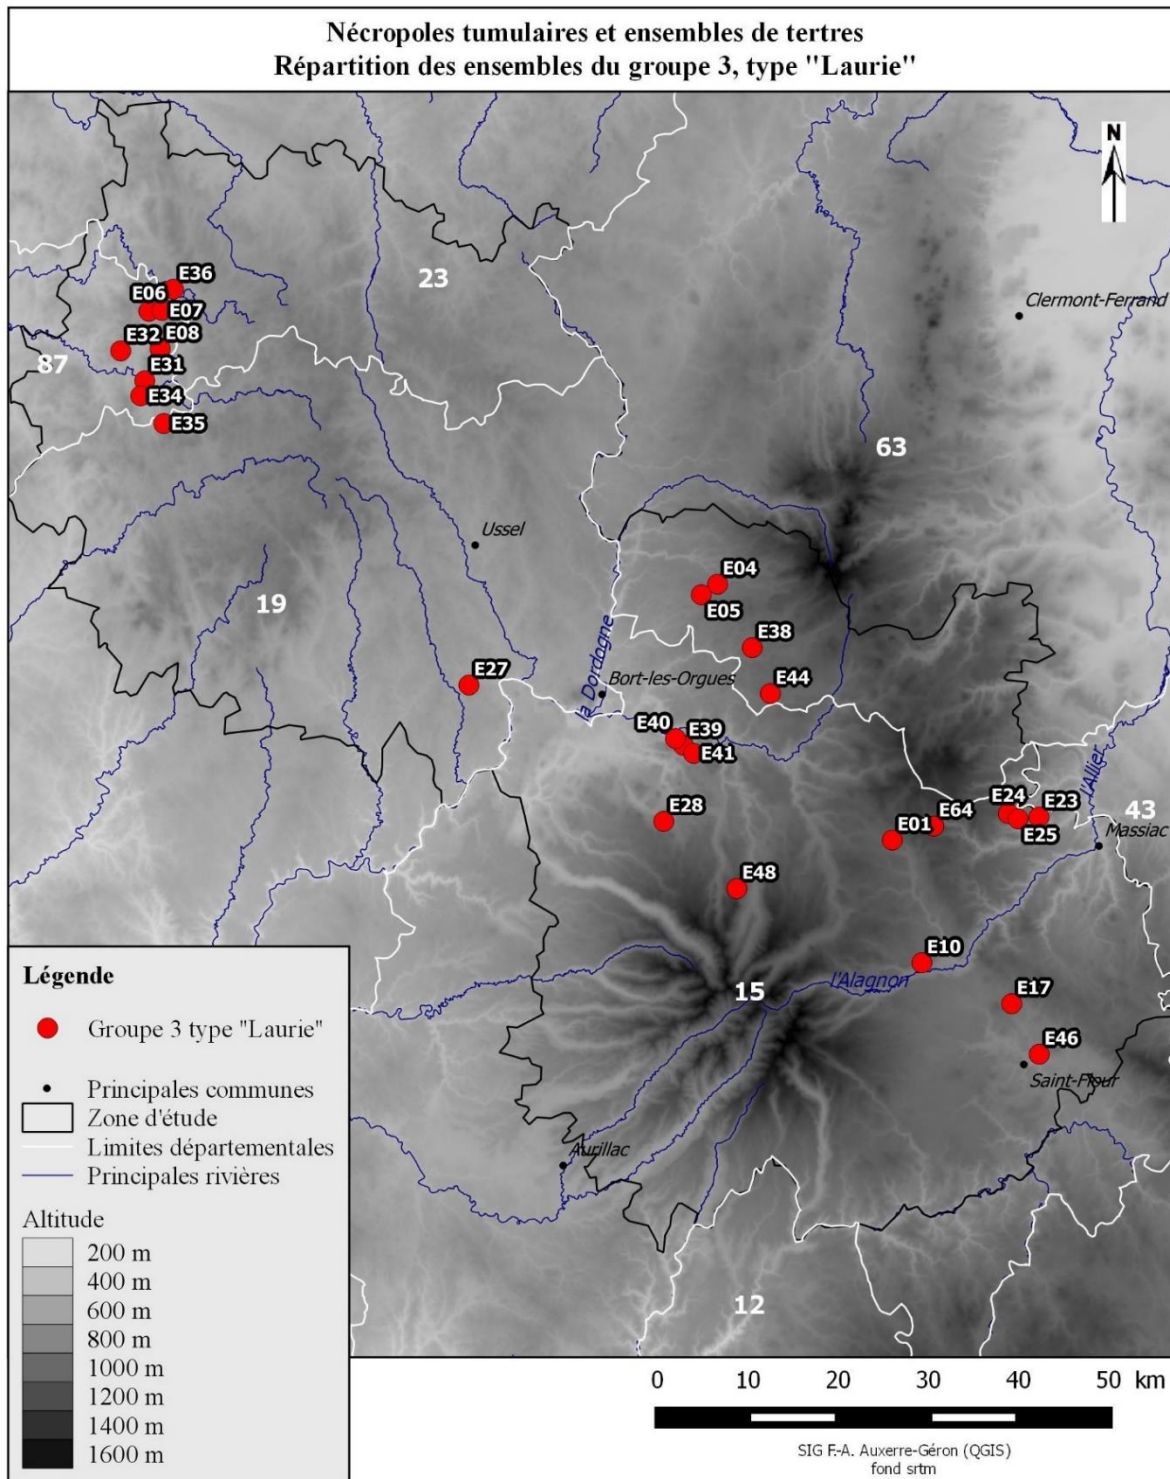 Nécropoles tumulaires et ensembles de tertres
Répartition des ensembles du groupe 3, type "Laurie"
N
23
E36
E06
E07
Clermont-Ferrand
E32
E08
87
E31
E34
E35
63
Ussel
E04
19
E05
la Dordogne
E38
E27
Bort-les-Orgues
E44
E40
E39
E41
l'Allier
E28
E24
E23
E64
E01
E25
43
Massiac
E48
E10
l'Alagnon
15
E17
E46
Saint-Flour
Aurillac
12
Légende
Groupe 3 type "Laurie"
Principales communes
Zone d'étude
Limites départementales
Principales rivières
Altitude
200 m
400 m
600 m
800 m
1000 m
1200 m
1400 m
1600 m
0 10 20 30 40 50 km
SIG F.-A. Auxerre-Géron (QGIS)
fond srtm